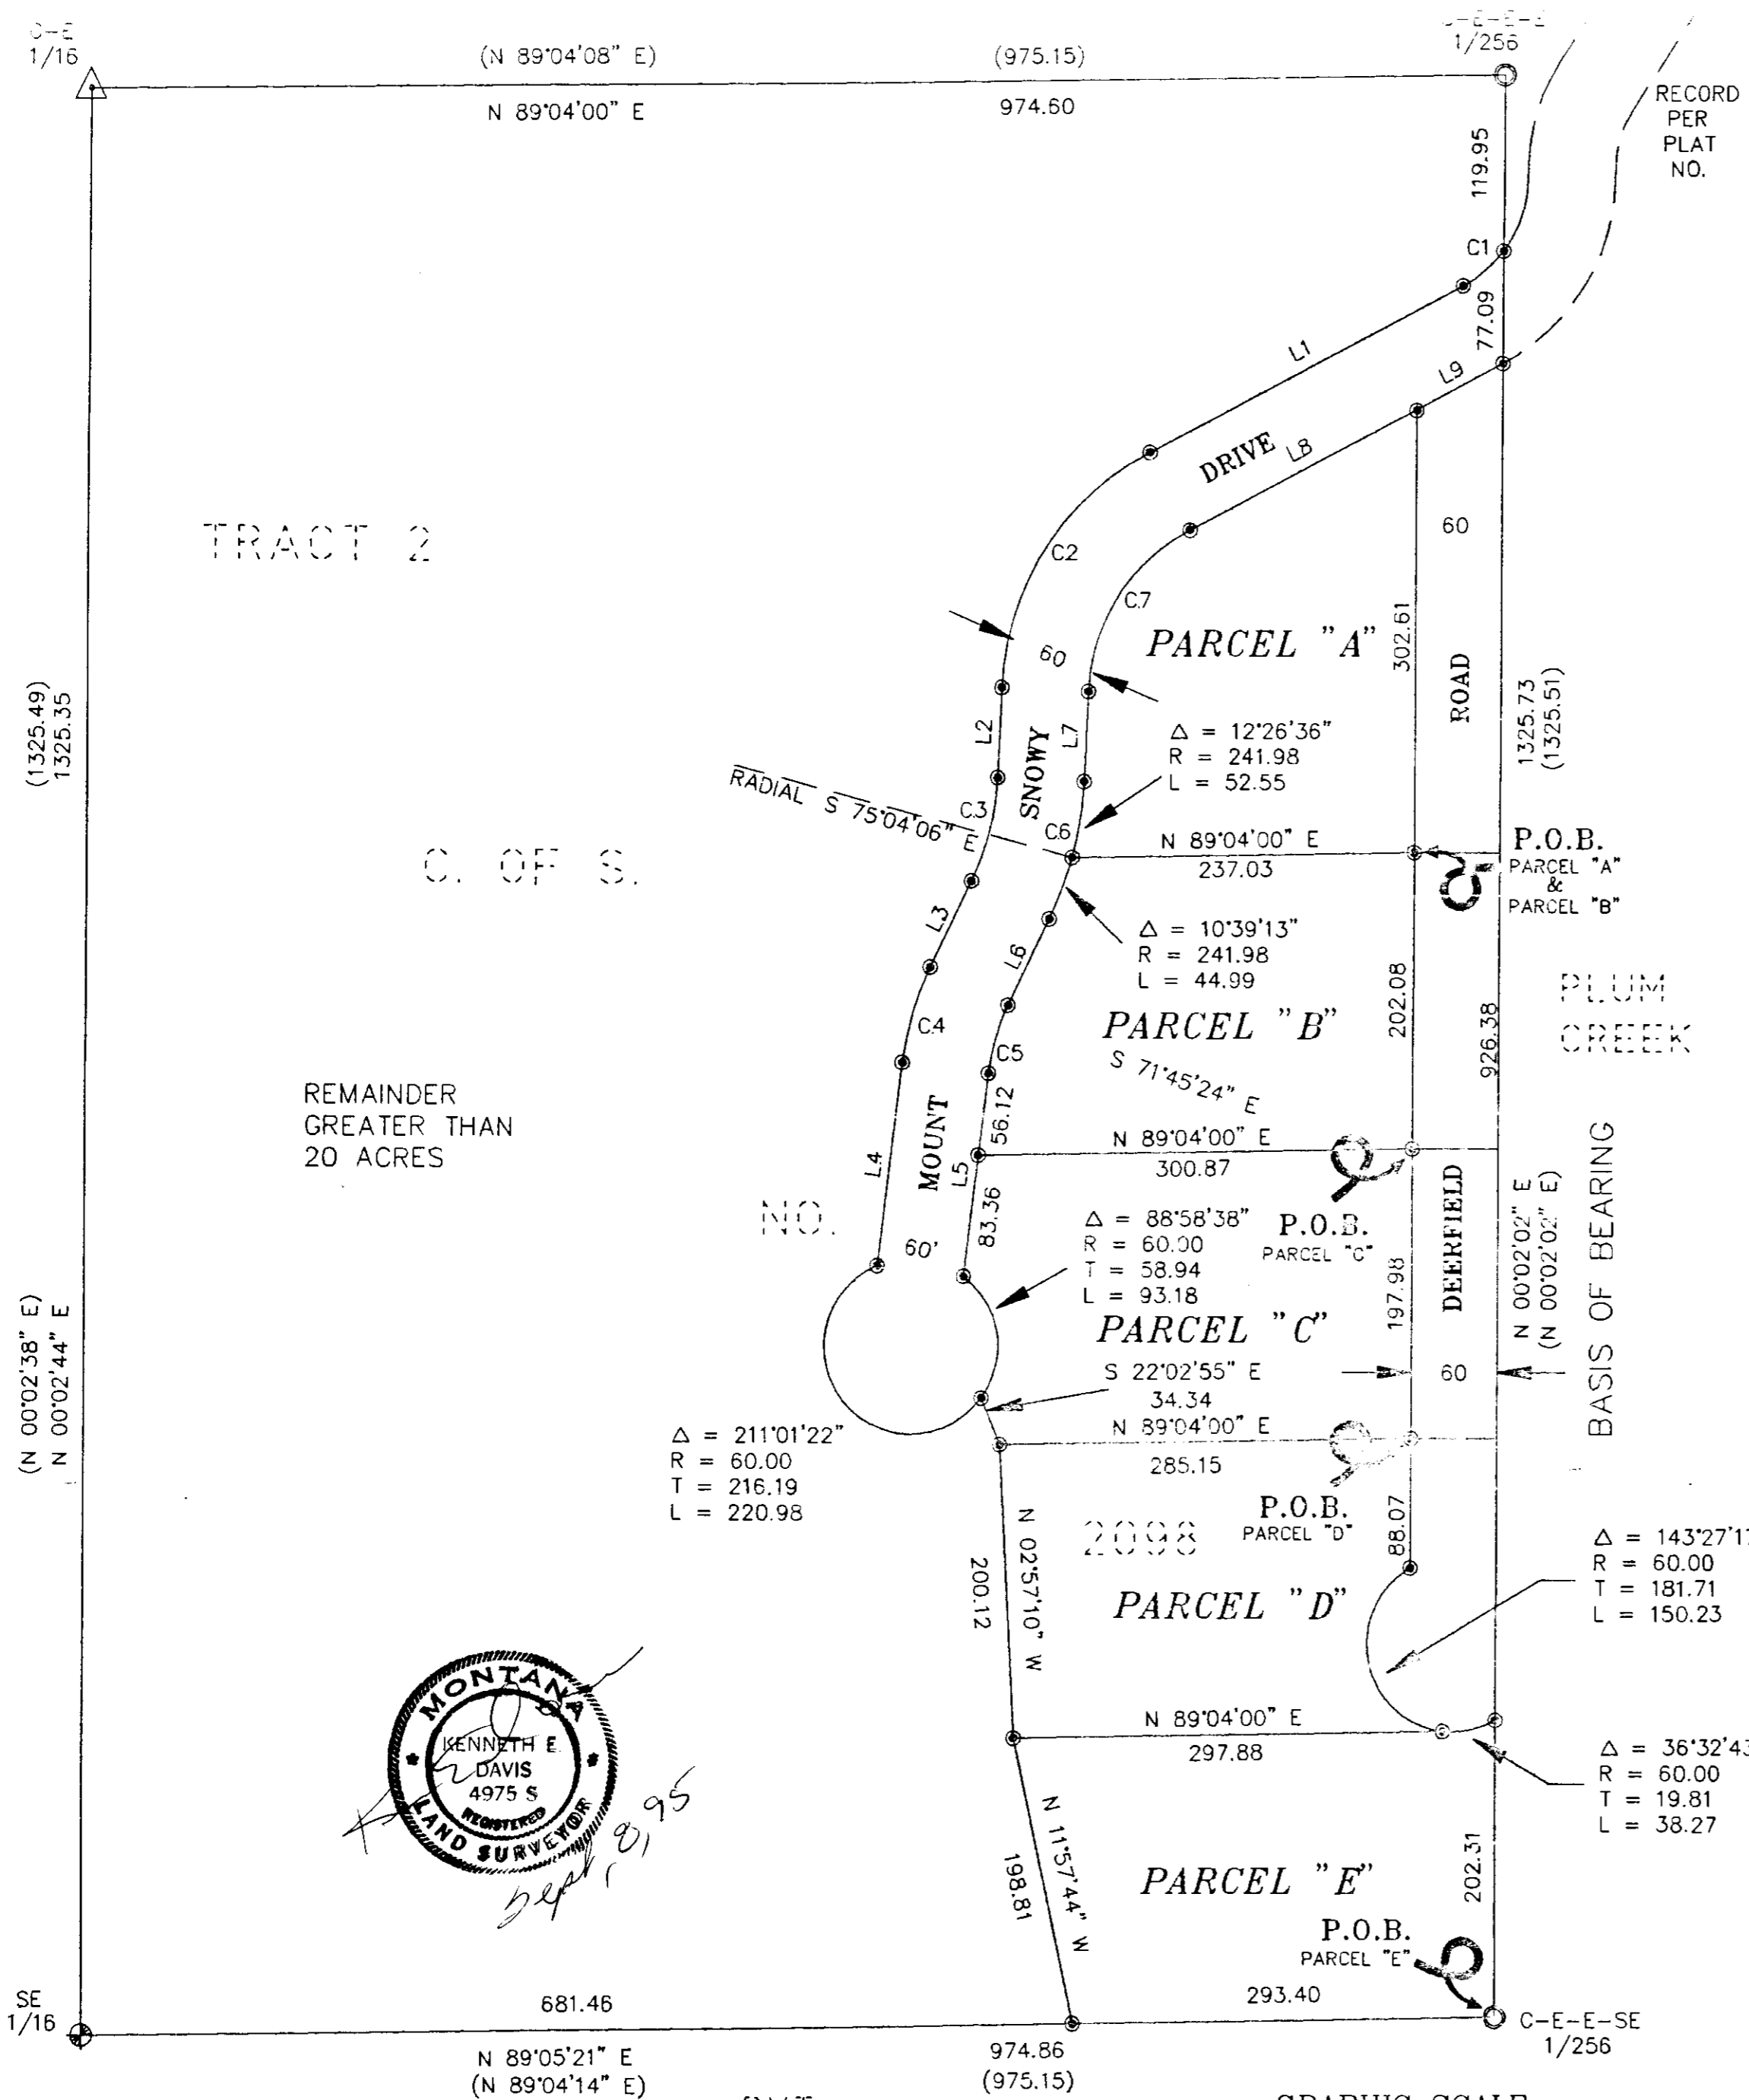 1/16
(N 89°04'08" E)
(975.15)
1/256
N 89°04'00" E
974.60
RECORD
PER
PLAT
NO.
119.95
C1
77.09
L1
L9
DRIVE
L8
TRACT 2
60
C2
C7
302.61
60
PARCEL "A"
ROAD
(1325.49)
1325.35
L2
L7
SNOWY
Δ = 12°26'36"
R = 241.98
L = 52.55
1325.73
(1325.51)
RADIAL S 75°04'06" E
C3
C6
N 89°04'00" E
237.03
P.O.B.
PARCEL "A"
&
PARCEL "B"
C. OF S.
L3
L6
Δ = 10°39'13"
R = 241.98
L = 44.99
202.08
926.38
PLUM
CREEK
C4
C5
PARCEL "B"
S 71°45'24" E
REMAINDER
GREATER THAN
20 ACRES
56.12
MOUNT
N 89°04'00" E
300.87
L4
L5
83.36
NO.
60'
Δ = 88°58'38"
R = 60.00
T = 58.94
L = 93.18
P.O.B.
PARCEL "C"
DEERFIELD
197.98
N 00°02'02" E
(N 00°02'02" E)
BASIS OF BEARING
(N 00°02'38" E)
N 00°02'44" E
PARCEL "C"
S 22°02'55" E
34.34
60
N 89°04'00" E
285.15
Δ = 211°01'22"
R = 60.00
T = 216.19
L = 220.98
P.O.B.
PARCEL "D"
2098
88.07
N 02°57'10" W
200.12
Δ = 143°27'17
R = 60.00
T = 181.71
L = 150.23
PARCEL "D"
N 89°04'00" E
297.88
Δ = 36°32'43
R = 60.00
T = 19.81
L = 38.27
MONTANA
KENNETH E.
DAVIS
4975 S
REGISTERED
LAND SURVEYOR
Sept, 8, 95
N 11°57'44" W
198.81
PARCEL "E"
202.31
P.O.B.
PARCEL "E"
SE
1/16
681.46
293.40
C-E-E-SE
1/256
N 89°05'21" E
(N 89°04'14" E)
974.86
(975.15)
GRAPHIC SCALE